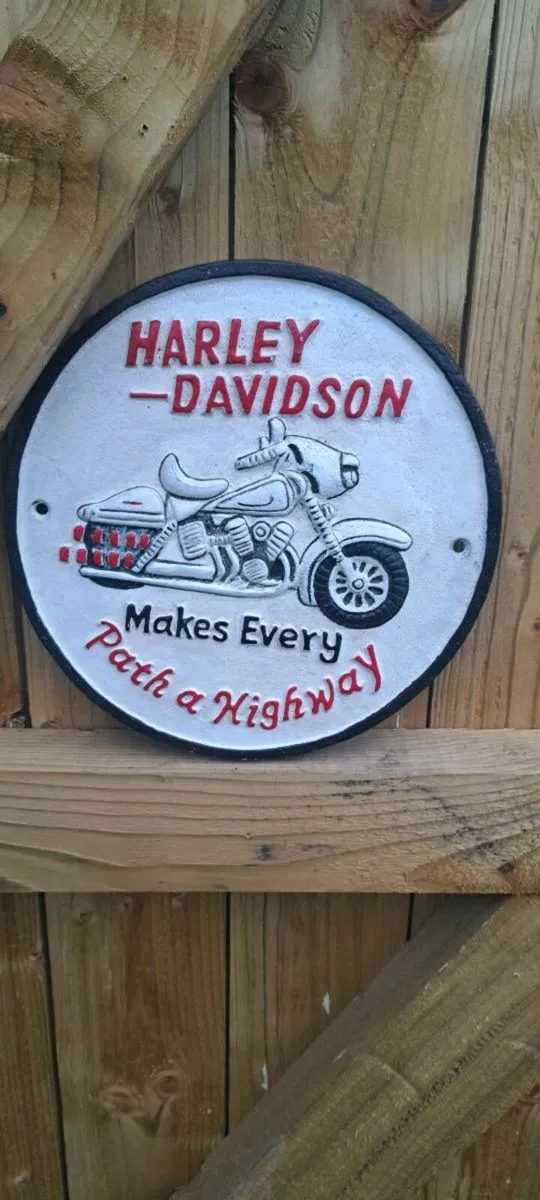 HARLEY
—DAVIDSON
Makes Every
Path a Highway